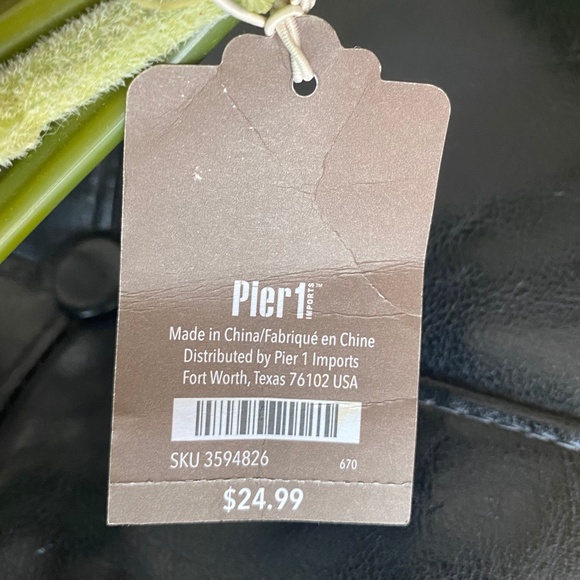 Pier 1 IMPORTS™
Made in China/Fabriqué en Chine
Distributed by Pier 1 Imports
Fort Worth, Texas 76102 USA
SKU 3594826 670
$24.99